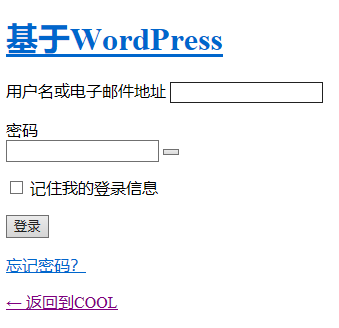 基于WordPress
用户名或电子邮件地址
密码
记住我的登录信息
登录
忘记密码？
← 返回到COOL